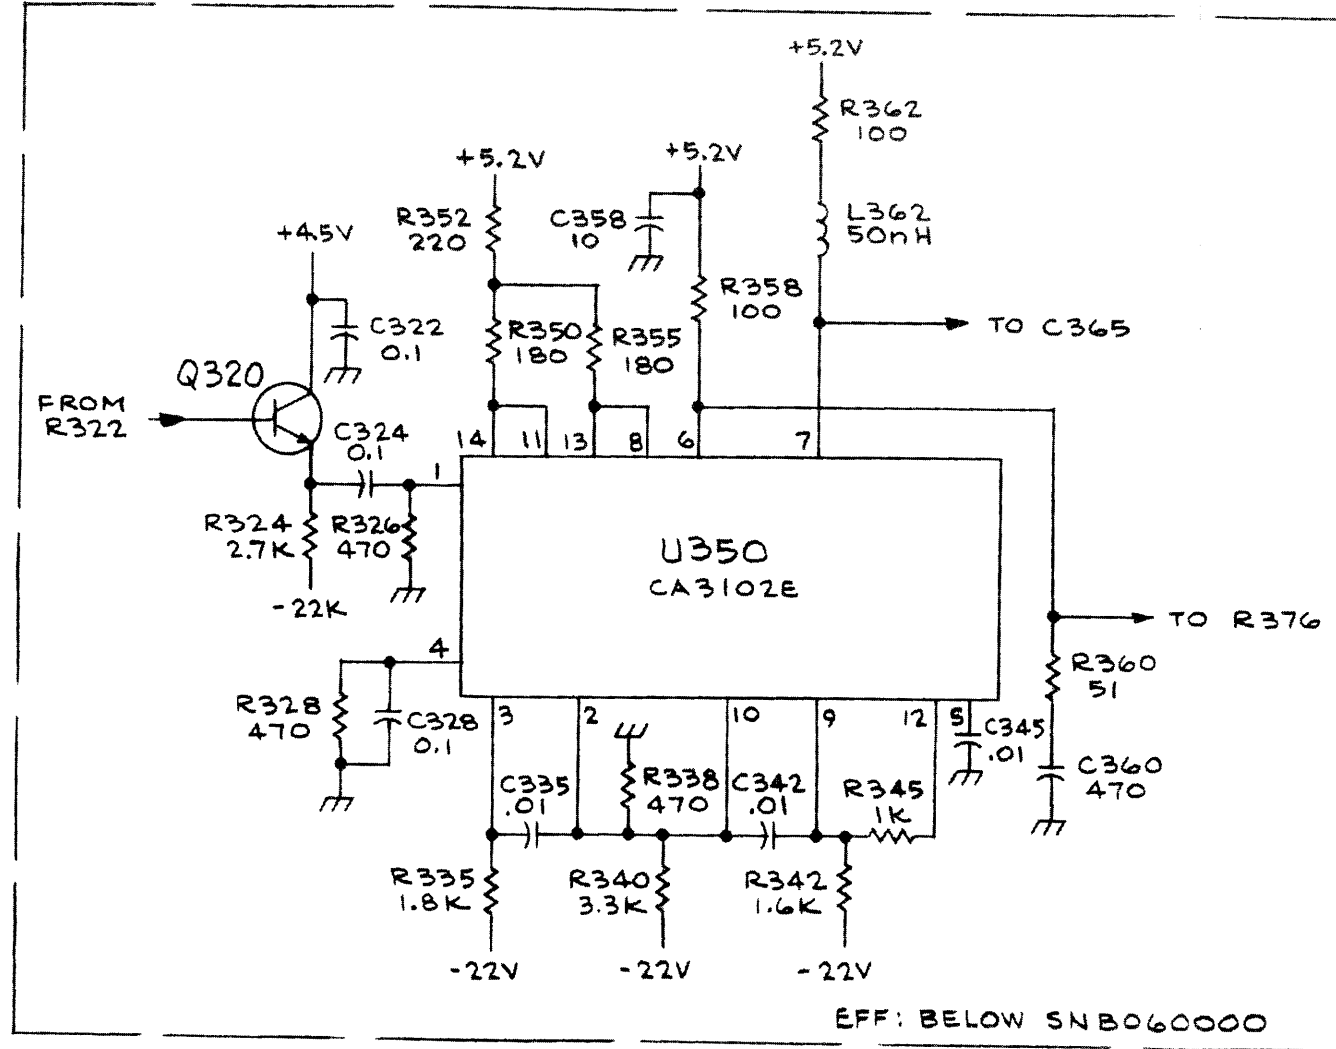 +5.2V
R362
100
+5.2V
+5.2V
R352
220
C358
10
L362
50nH
+4.5V
R358
100
C322
0.1
R350
180
R355
180
TO C365
Q320
FROM
R322
C324
0.1
14
11
13
8
6
7
1
R324
2.7K
R326
470
-22K
U350
CA3102E
TO R376
4
R328
470
C328
0.1
3
2
10
9
12
5
C345
.01
R360
51
C360
470
C335
.01
R338
470
C342
.01
R345
1K
R335
1.8K
R340
3.3K
R342
1.6K
-22V
-22V
-22V
EFF: BELOW SNB060000